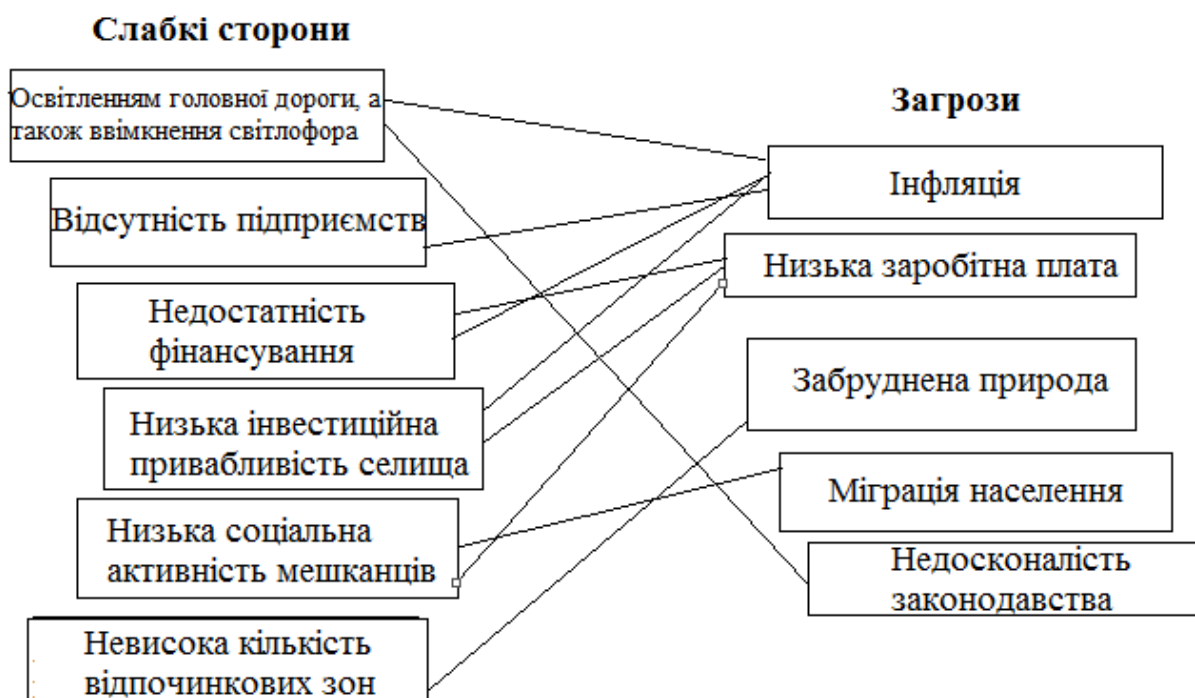 Слабкі сторони
Освітленням головної дороги, а
також ввімкнення світлофора
Відсутність підприємств
Недостатність
фінансування
Низька інвестиційна
привабливість селища
Низька соціальна
активність мешканців
Невисока кількість
відпочинкових зон
Загрози
Інфляція
Низька заробітна плата
Забруднена природа
Міграція населення
Недосконалість
законодавства